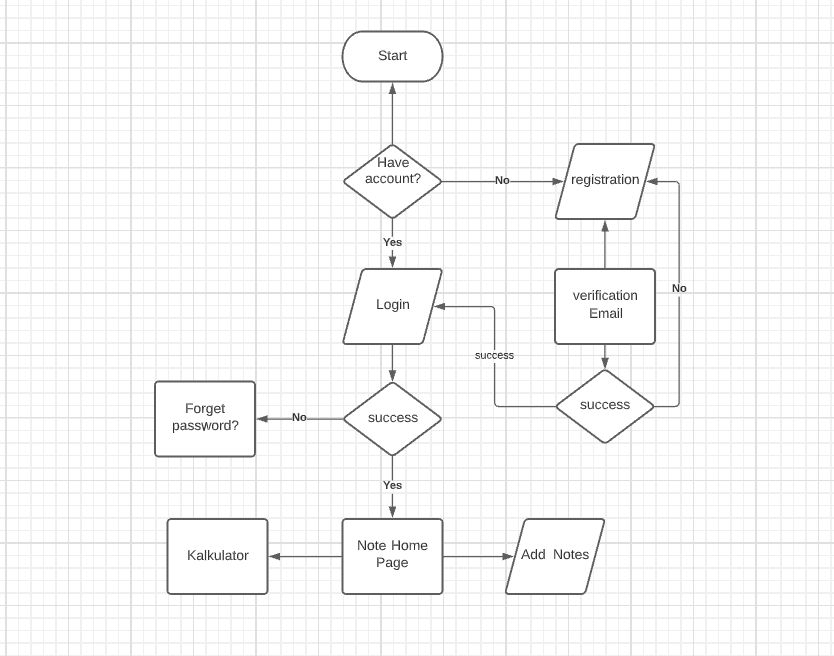 Start
Have
account?
No
registration
Yes
Login
verification
Email
No
success
success
Forget
password?
No
success
Yes
Kalkulator
Note Home
Page
Add Notes